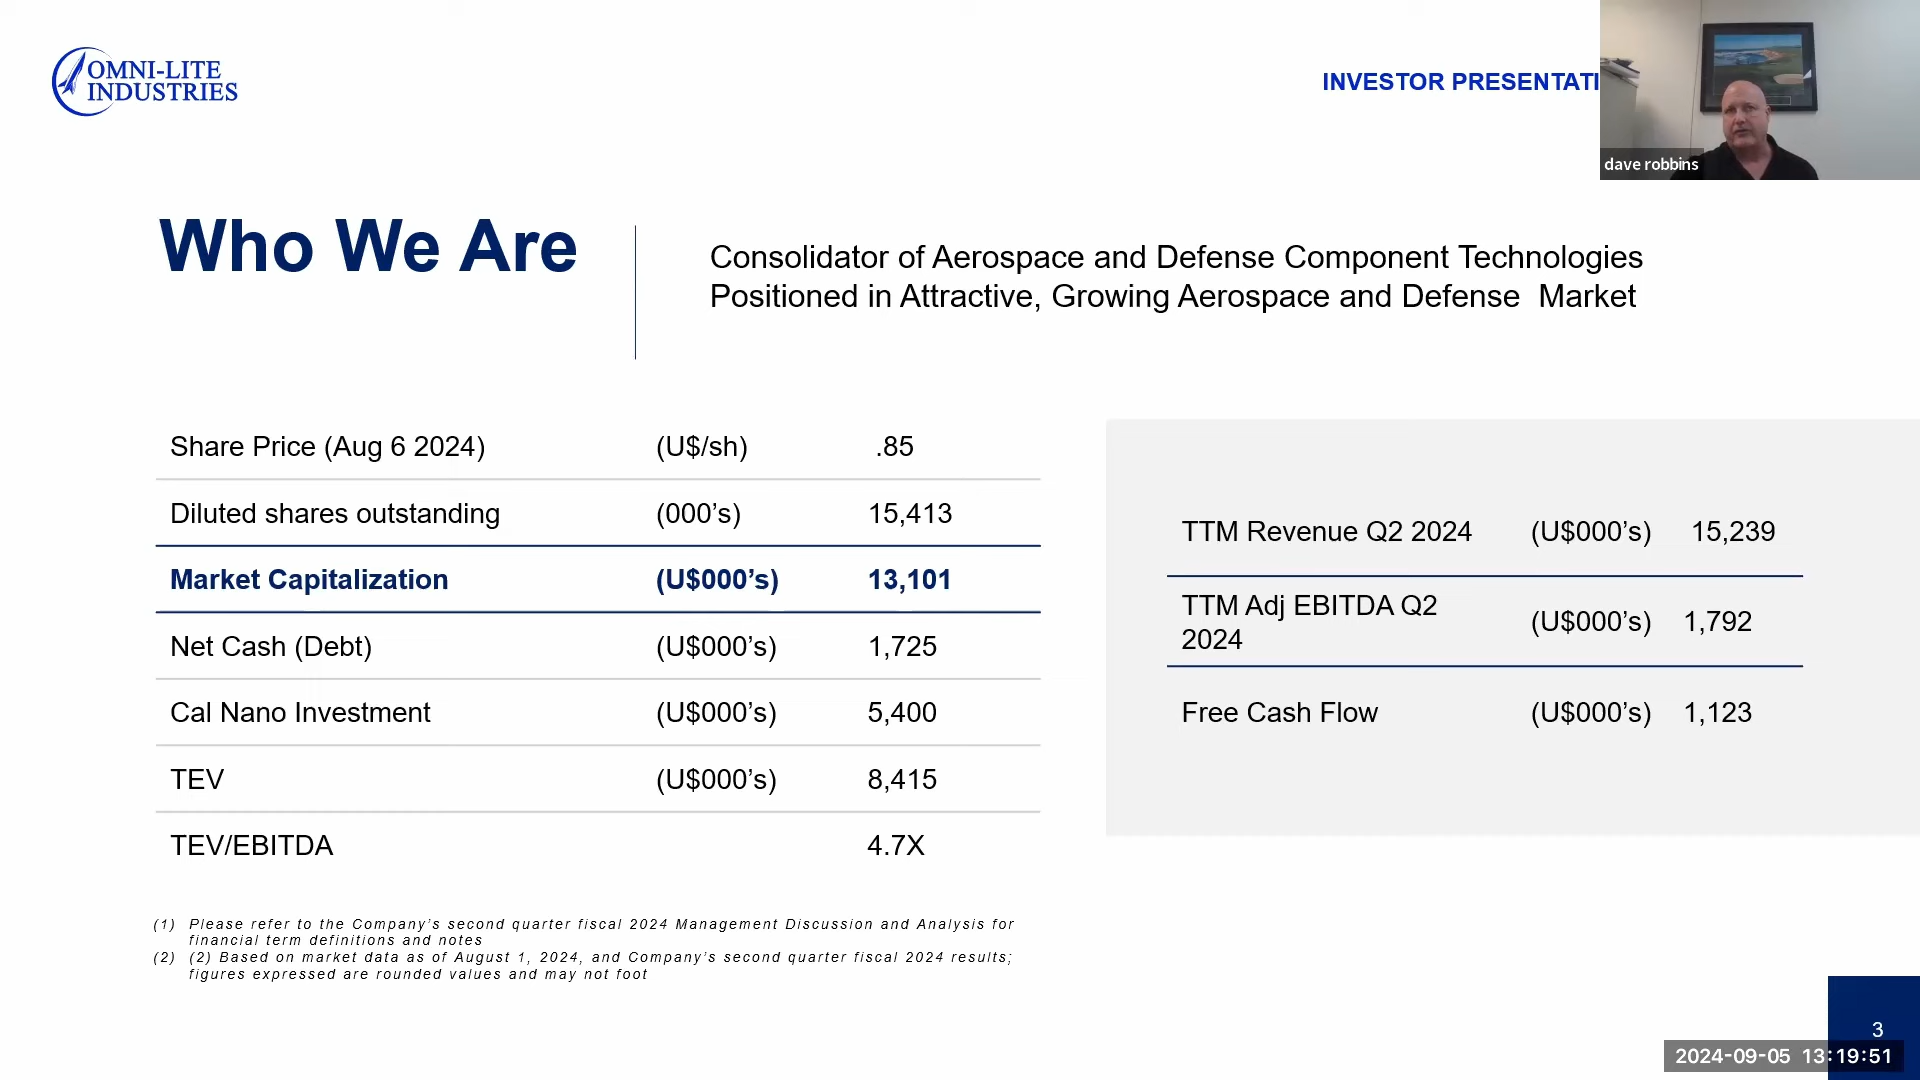 OMNI-LITE
INDUSTRIES
INVESTOR PRESENTATI
dave robbins
Who We Are
Consolidator of Aerospace and Defense Component Technologies
Positioned in Attractive, Growing Aerospace and Defense  Market
Share Price (Aug 6 2024) (U$/sh) .85
Diluted shares outstanding (000’s) 15,413
Market Capitalization (U$000’s) 13,101
Net Cash (Debt) (U$000’s) 1,725
Cal Nano Investment (U$000’s) 5,400
TEV (U$000’s) 8,415
TEV/EBITDA 4.7X
TTM Revenue Q2 2024 (U$000’s) 15,239
TTM Adj EBITDA Q2
2024 (U$000’s) 1,792
Free Cash Flow (U$000’s) 1,123
(1) Please refer to the Company’s second quarter fiscal 2024 Management Discussion and Analysis for
financial term definitions and notes
(2) (2) Based on market data as of August 1, 2024, and Company’s second quarter fiscal 2024 results;
figures expressed are rounded values and may not foot
3
2024-09-05 13:19:51